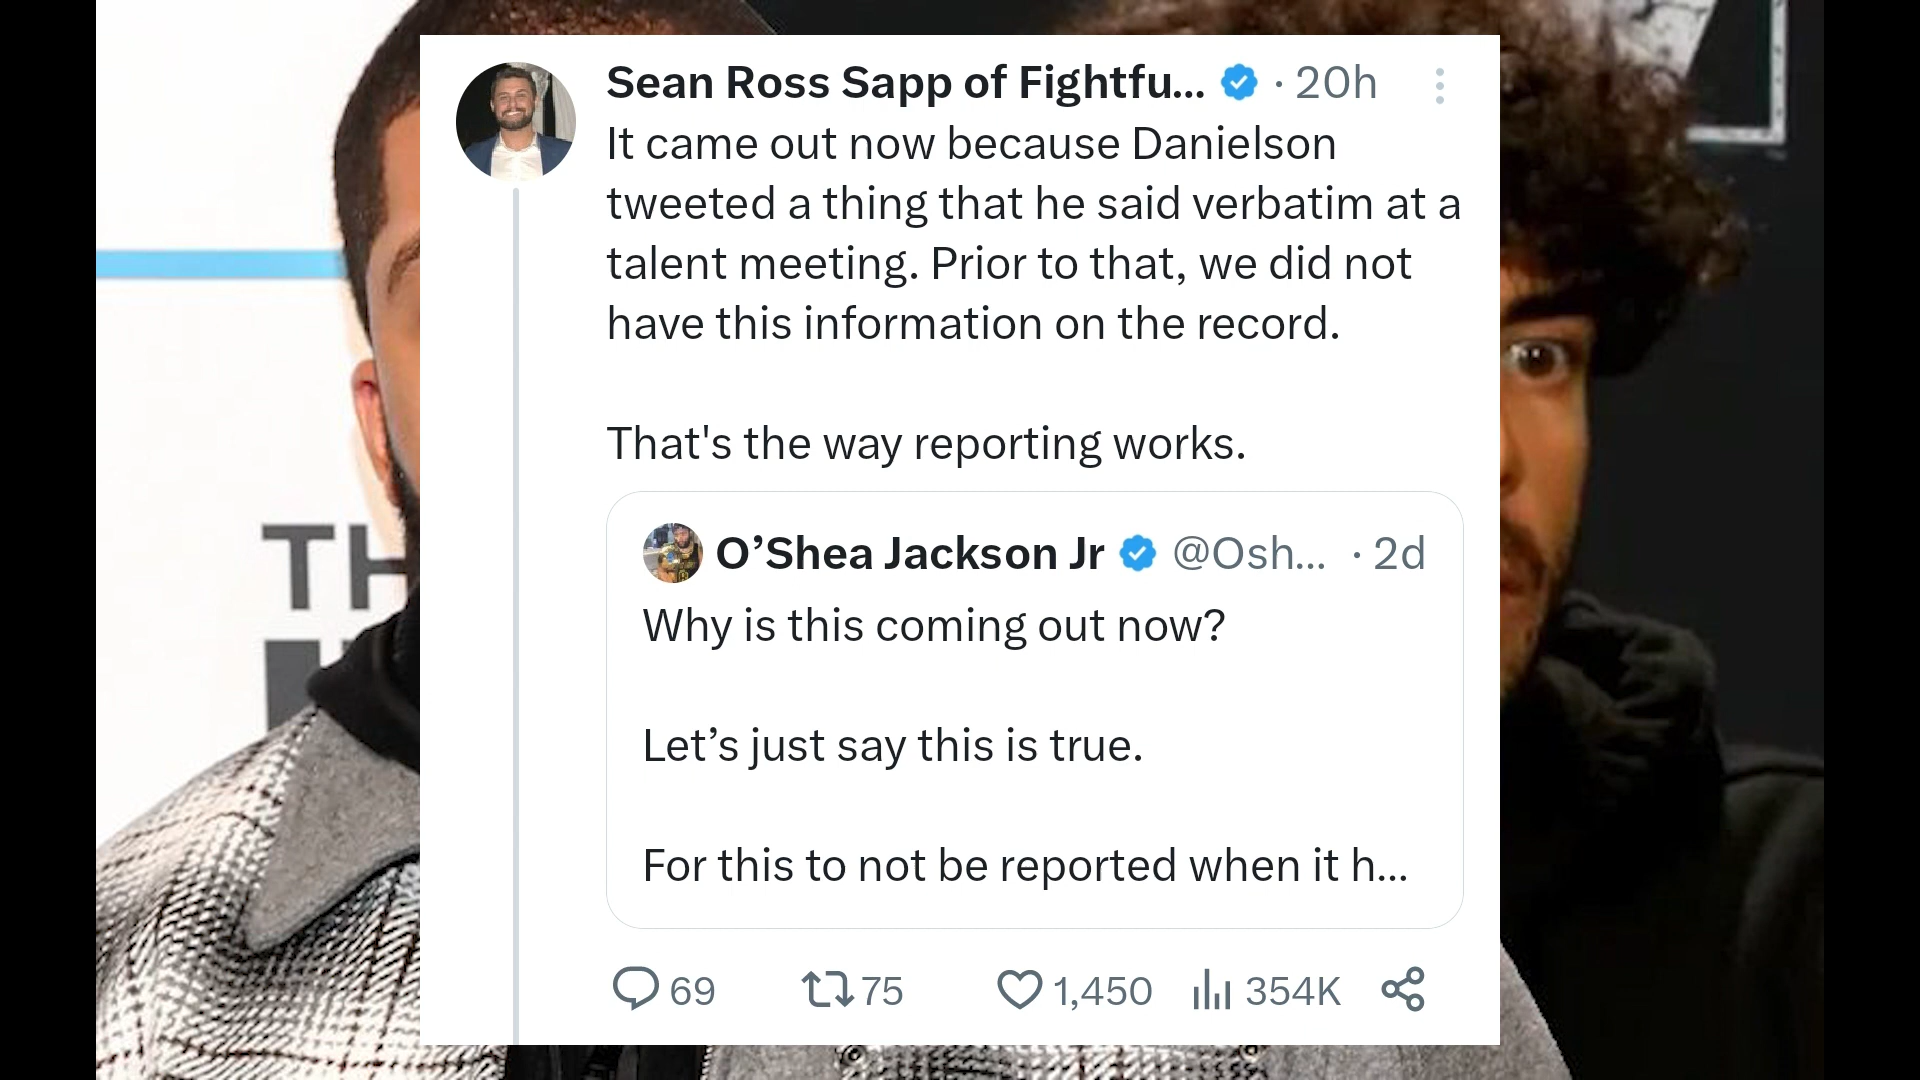 Sean Ross Sapp of Fightfu... · 20h
It came out now because Danielson
tweeted a thing that he said verbatim at a
talent meeting. Prior to that, we did not
have this information on the record.
That's the way reporting works.
O’Shea Jackson Jr @Osh... · 2d
Why is this coming out now?
Let’s just say this is true.
For this to not be reported when it h...
69 75 1,450 354K
TH